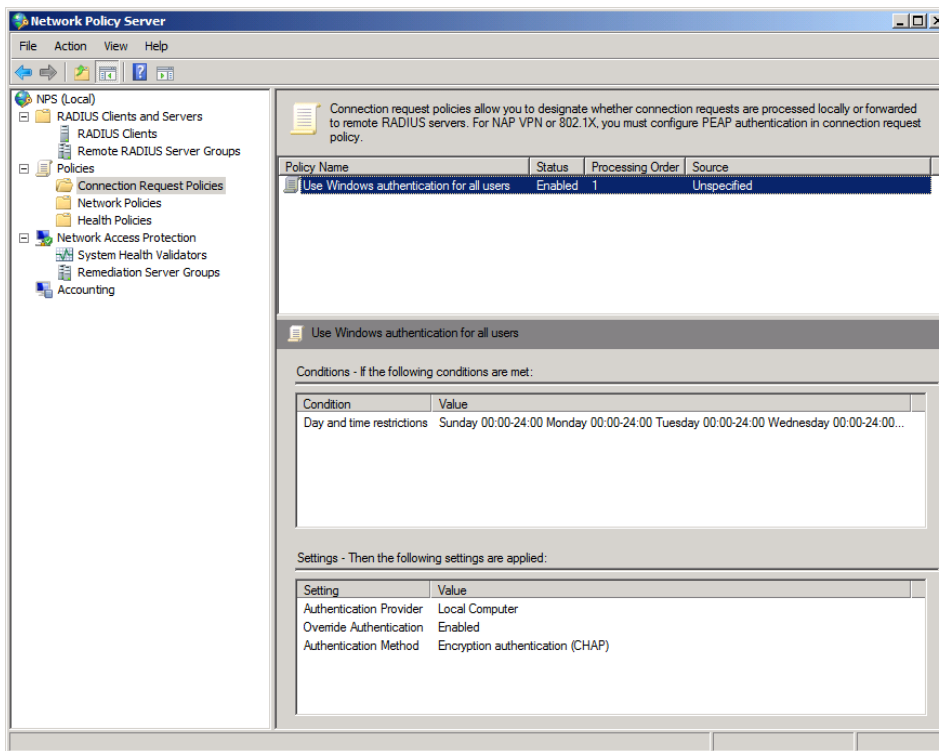 Network Policy Server
File Action View Help
NPS (Local)
RADIUS Clients and Servers
RADIUS Clients
Remote RADIUS Server Groups
Policies
Connection Request Policies
Network Policies
Health Policies
Network Access Protection
System Health Validators
Remediation Server Groups
Accounting
Connection request policies allow you to designate whether connection requests are processed locally or forwarded
to remote RADIUS servers. For NAP VPN or 802.1X, you must configure PEAP authentication in connection request
policy.
Policy Name Status Processing Order Source
Use Windows authentication for all users Enabled 1 Unspecified
Use Windows authentication for all users
Conditions - If the following conditions are met:
Condition Value
Day and time restrictions Sunday 00:00-24:00 Monday 00:00-24:00 Tuesday 00:00-24:00 Wednesday 00:00-24:00...
Settings - Then the following settings are applied:
Setting Value
Authentication Provider Local Computer
Override Authentication Enabled
Authentication Method Encryption authentication (CHAP)